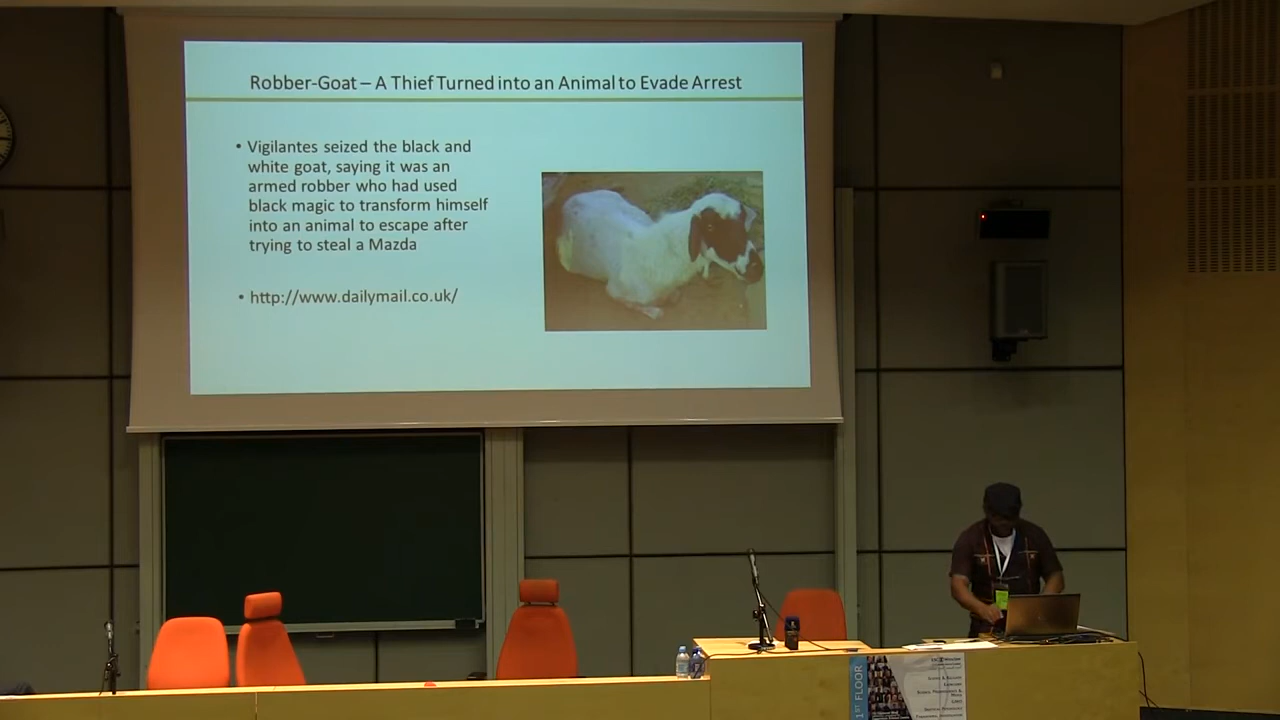 Robber-Goat – A Thief Turned into an Animal to Evade Arrest
• Vigilantes seized the black and
white goat, saying it was an
armed robber who had used
black magic to transform himself
into an animal to escape after
trying to steal a Mazda
• http://www.dailymail.co.uk/
1ST FLOOR